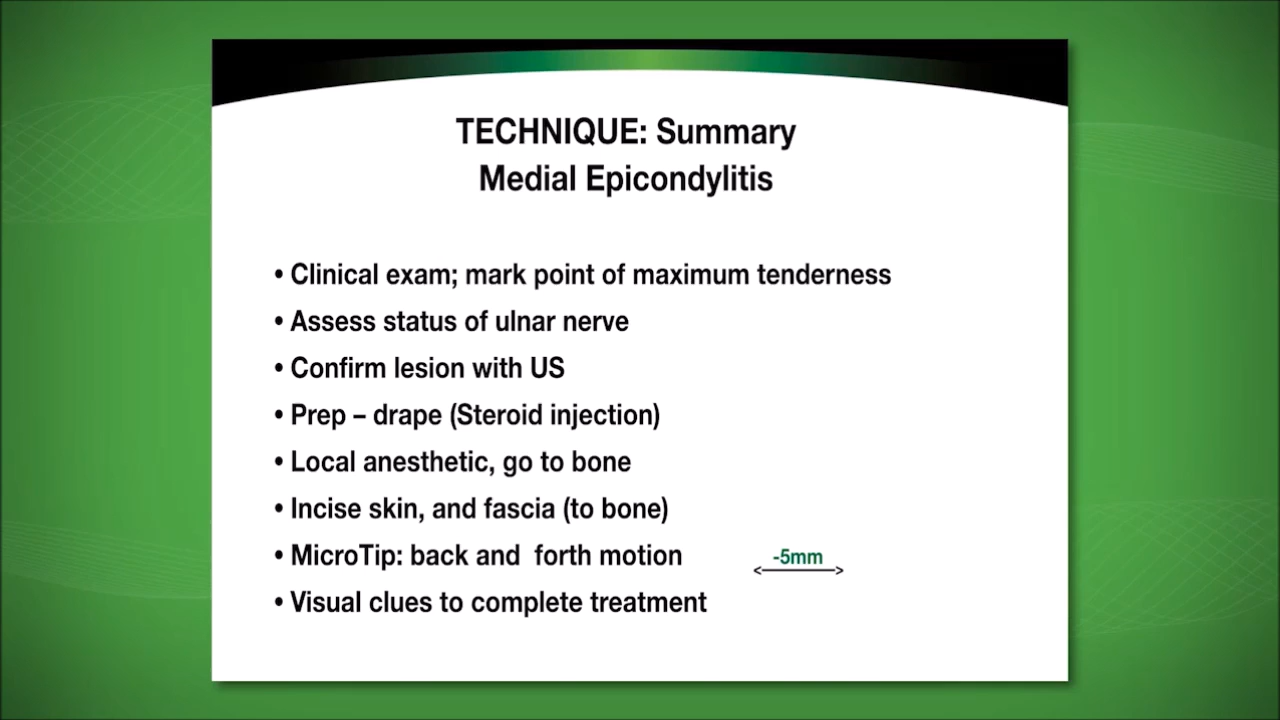 TECHNIQUE: Summary
Medial Epicondylitis
• Clinical exam; mark point of maximum tenderness
• Assess status of ulnar nerve
• Confirm lesion with US
• Prep – drape (Steroid injection)
• Local anesthetic, go to bone
• Incise skin, and fascia (to bone)
• MicroTip: back and  forth motion -5mm
• Visual clues to complete treatment